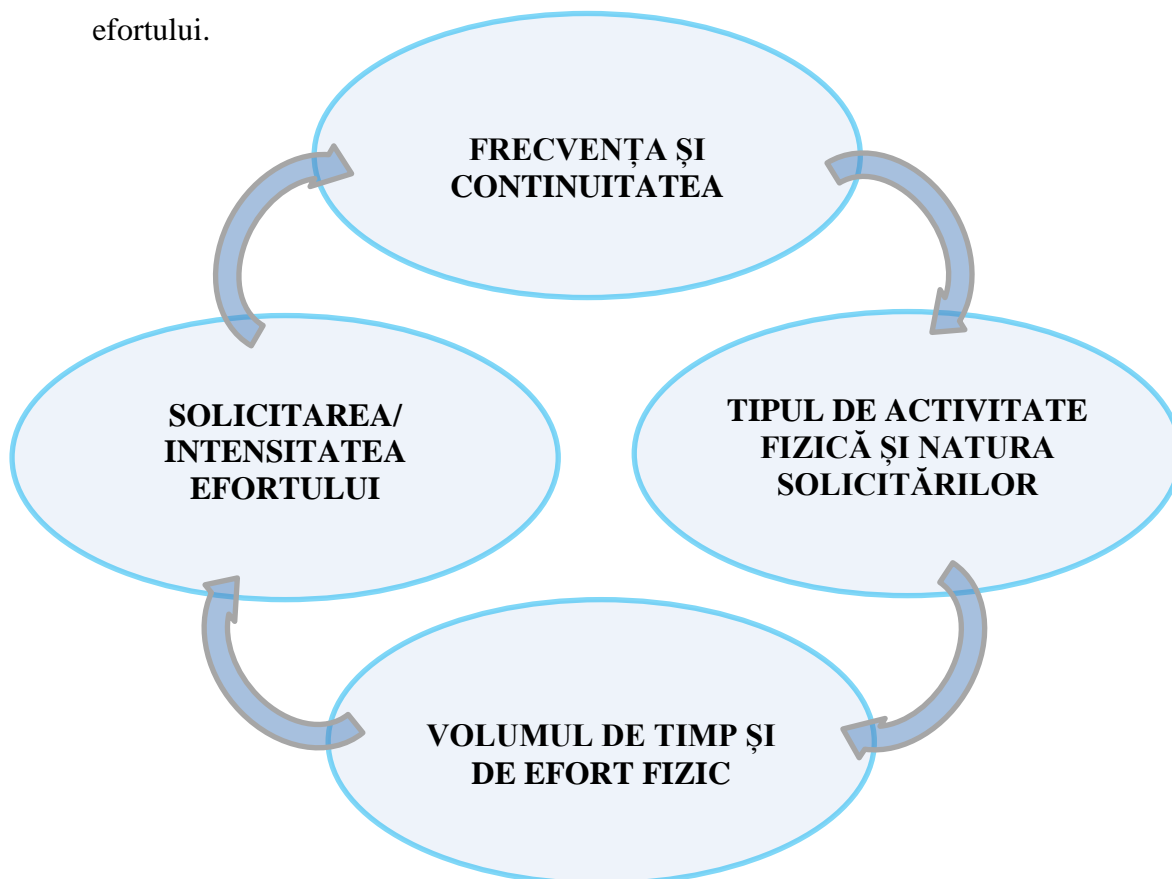 efortului.
FRECVENȚA ȘI
CONTINUITATEA
SOLICITAREA/
INTENSITATEA
EFORTULUI
TIPUL DE ACTIVITATE
FIZICĂ ȘI NATURA
SOLICITĂRILOR
VOLUMUL DE TIMP ȘI
DE EFORT FIZIC